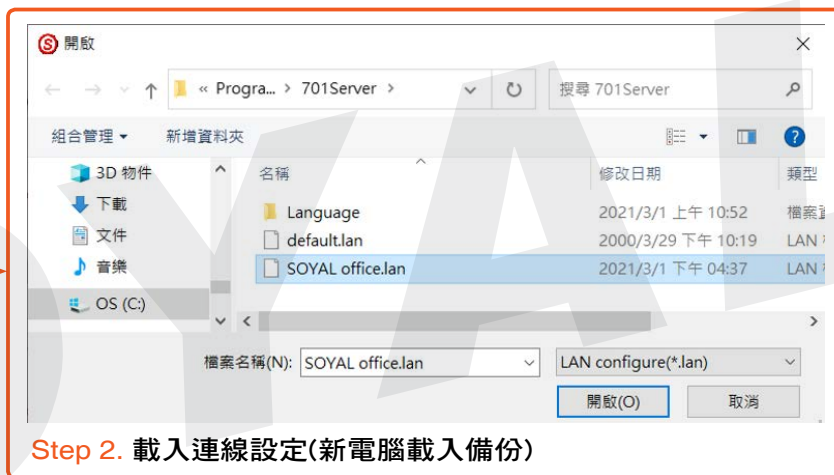 開啟
« Progra... > 701Server >
搜尋 701Server
組合管理 新增資料夾
3D 物件
下載
文件
音樂
OS (C:)
名稱 修改日期 類型
Language 2021/3/1 上午 10:52
default.lan 2000/3/29 下午 10:19 LAN
SOYAL office.lan 2021/3/1 下午 04:37 LAN
檔案名稱(N): SOYAL office.lan LAN configure(*.lan)
開啟(O) 取消
Step 2. 載入連線設定(新電腦載入備份)